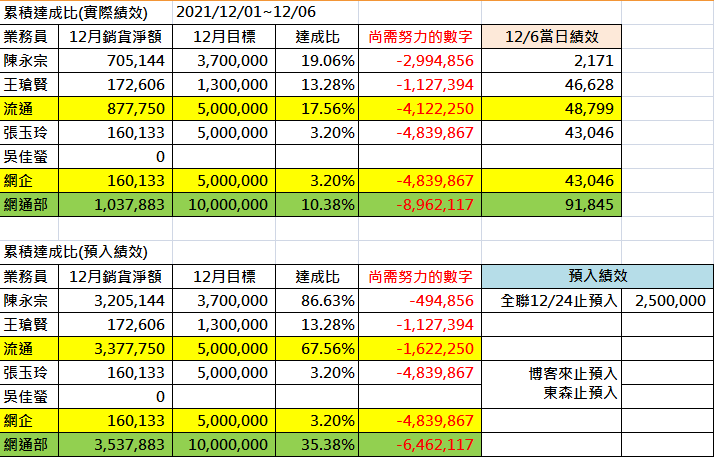 累積達成比(實際績效) 2021/12/01~12/06
業務員 12月銷貨淨額 12月目標 達成比 尚需努力的數字 12/6當日績效
陳永宗 705,144 3,700,000 19.06% -2,994,856 2,171
王瑲賢 172,606 1,300,000 13.28% -1,127,394 46,628
流通 877,750 5,000,000 17.56% -4,122,250 48,799
張玉玲 160,133 5,000,000 3.20% -4,839,867 43,046
吳佳螢 0
網企 160,133 5,000,000 3.20% -4,839,867 43,046
網通部 1,037,883 10,000,000 10.38% -8,962,117 91,845
累積達成比(預入績效)
業務員 12月銷貨淨額 12月目標 達成比 尚需努力的數字 預入績效
陳永宗 3,205,144 3,700,000 86.63% -494,856 全聯12/24止預入 2,500,000
王瑲賢 172,606 1,300,000 13.28% -1,127,394
流通 3,377,750 5,000,000 67.56% -1,622,250
張玉玲 160,133 5,000,000 3.20% -4,839,867 博客來止預入
吳佳螢 0 東森止預入
網企 160,133 5,000,000 3.20% -4,839,867
網通部 3,537,883 10,000,000 35.38% -6,462,117